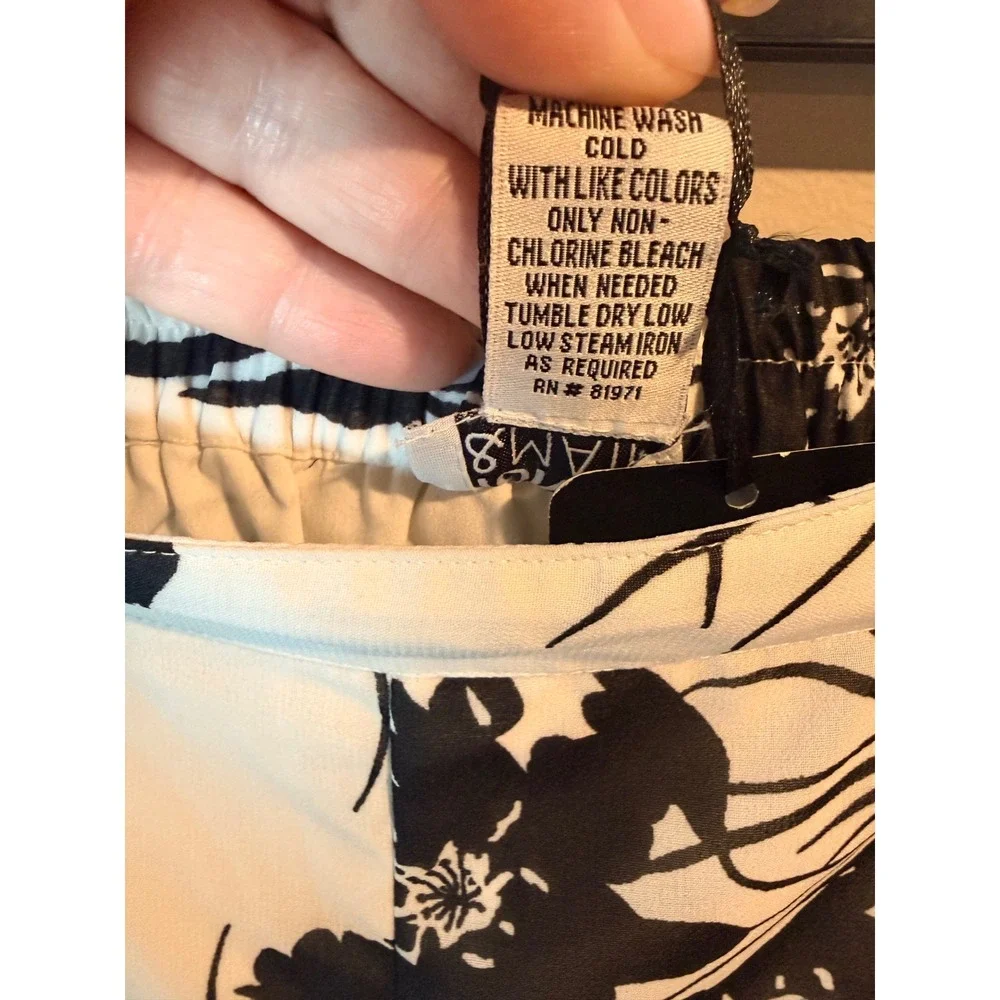 MACHINE WASH
COLD
WITH LIKE COLORS
ONLY NON-
CHLORINE BLEACH
WHEN NEEDED
TUMBLE DRY LOW
LOW STEAM IRON
AS REQUIRED
RN # 81971